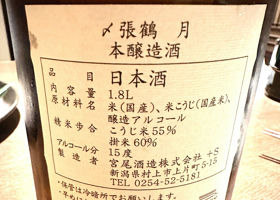 〆張鶴 月
本醸造酒
品目 日本酒
内容量 1.8L
原材料名 米(国産)、米こうじ(国産米)、
醸造アルコール
精米歩合 こうじ米55%
掛米60%
アルコール分 15度
製造者 宮尾酒造株式会社 +S
新潟県村上市上片町5-15
TEL 0254-52-5181
・保管は冷暗所でお